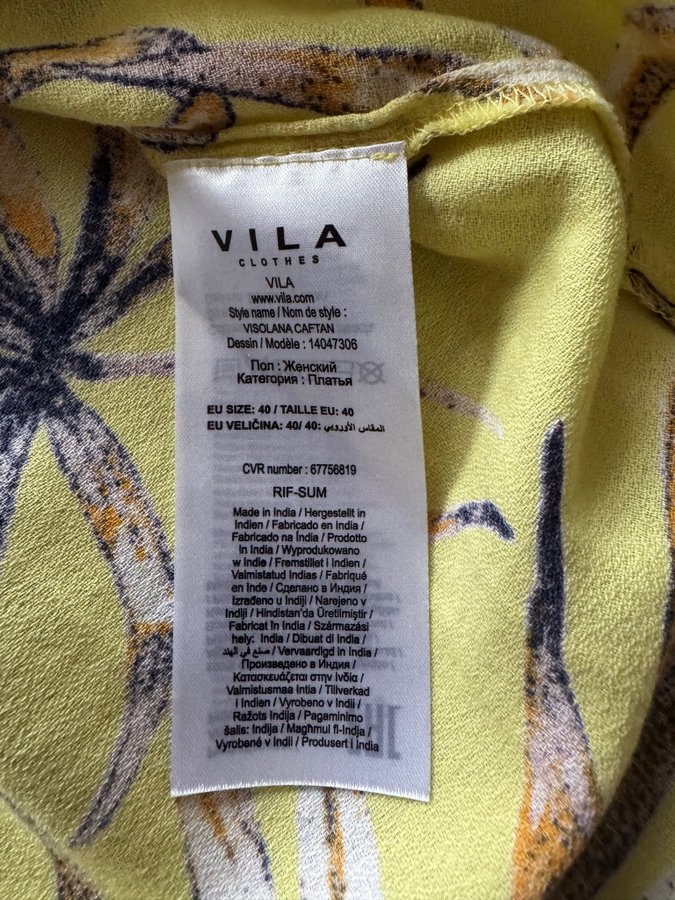 VILA
CLOTHES
VILA
www.vila.com
Style name / Nom de style :
VISOLANA CAFTAN
Dessin / Modèle : 14047306
Пол : Женский
Категория : Платья
EU SIZE: 40 / TAILLE EU: 40
EU VELIČINA: 40/ 40: المقاس الأوروبي
CVR number : 67756819
RIF-SUM
Made in India / Hergestellt in
Indien / Fabricado en India /
Fabricado na Índia / Prodotto
in India / Wyprodukowano
w Indie / Fremstillet i Indien /
Valmistatud Indias / Fabriqué
en Inde / Сделано в Индия /
Izrađeno u Indiji / Narejeno v
Indiji / Hindistan'da Üretilmiştir /
Fabricat în India / Származási
hely: India / Dibuat di India /
صنع في الهند / Vervaardigd in India /
Произведено в Индия /
Κατασκευάζεται στην Ινδία /
Valmistusmaa Intia / Tillverkad
i Indien / Vyrobeno v Indii /
Ražots Indija / Pagaminimo
šalis: Indija / Magħmul fl-Indja /
Vyrobené v Indii / Produsert i India